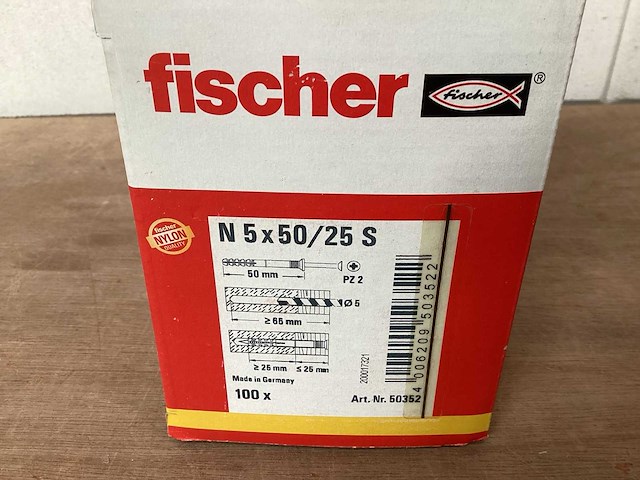 fischer
fischer ®
fischer
NYLON
QUALITY
N 5 x 50/25 S
50 mm
PZ 2
Ø 5
≥ 65 mm
≥ 25 mm ≤ 25 mm
Made in Germany
100 x
Art. Nr. 50352
200017321
4 006209 503522